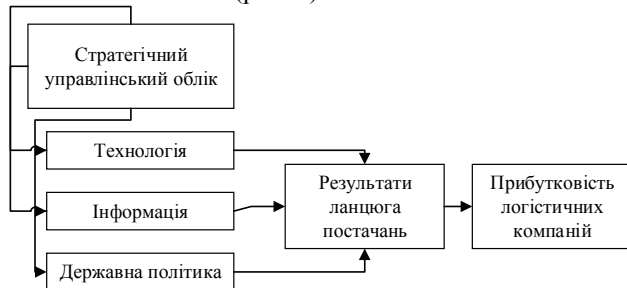 Стратегічний
управлінський облік
Технологія
Інформація
Державна політика
Результати
ланцюга
постачань
Прибутковість
логістичних
компаній